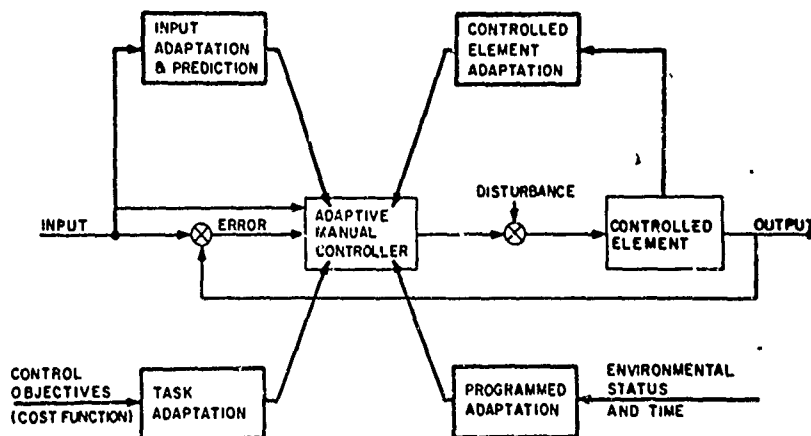 INPUT
ADAPTATION
& PREDICTION
CONTROLLED
ELEMENT
ADAPTATION
DISTURBANCE
INPUT
ERROR
ADAPTIVE
MANUAL
CONTROLLER
CONTROLLED
ELEMENT
OUTPUT
CONTROL
OBJECTIVES
(COST FUNCTION)
TASK
ADAPTATION
PROGRAMMED
ADAPTATION
ENVIRONMENTAL
STATUS
AND TIME